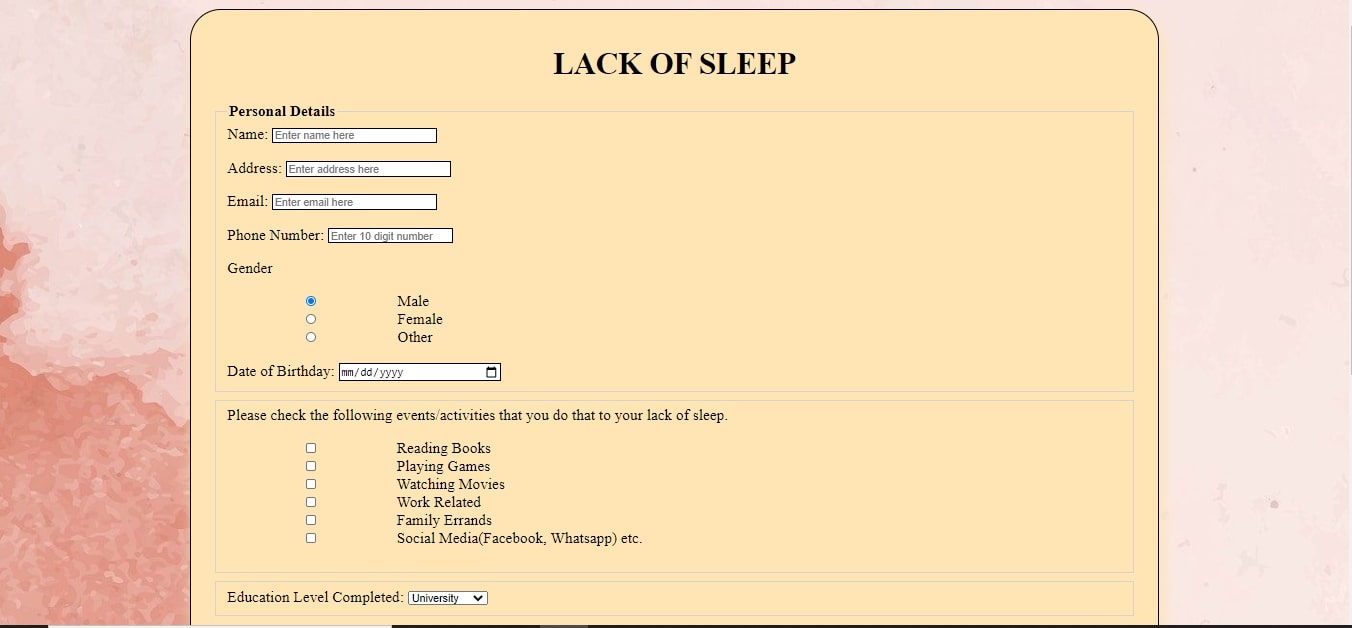 LACK OF SLEEP
Personal Details
Name: Enter name here
Address: Enter address here
Email: Enter email here
Phone Number: Enter 10 digit number
Gender
Male
Female
Other
Date of Birthday: mm/dd/yyyy
Please check the following events/activities that you do that to your lack of sleep.
Reading Books
Playing Games
Watching Movies
Work Related
Family Errands
Social Media(Facebook, Whatsapp) etc.
Education Level Completed: University